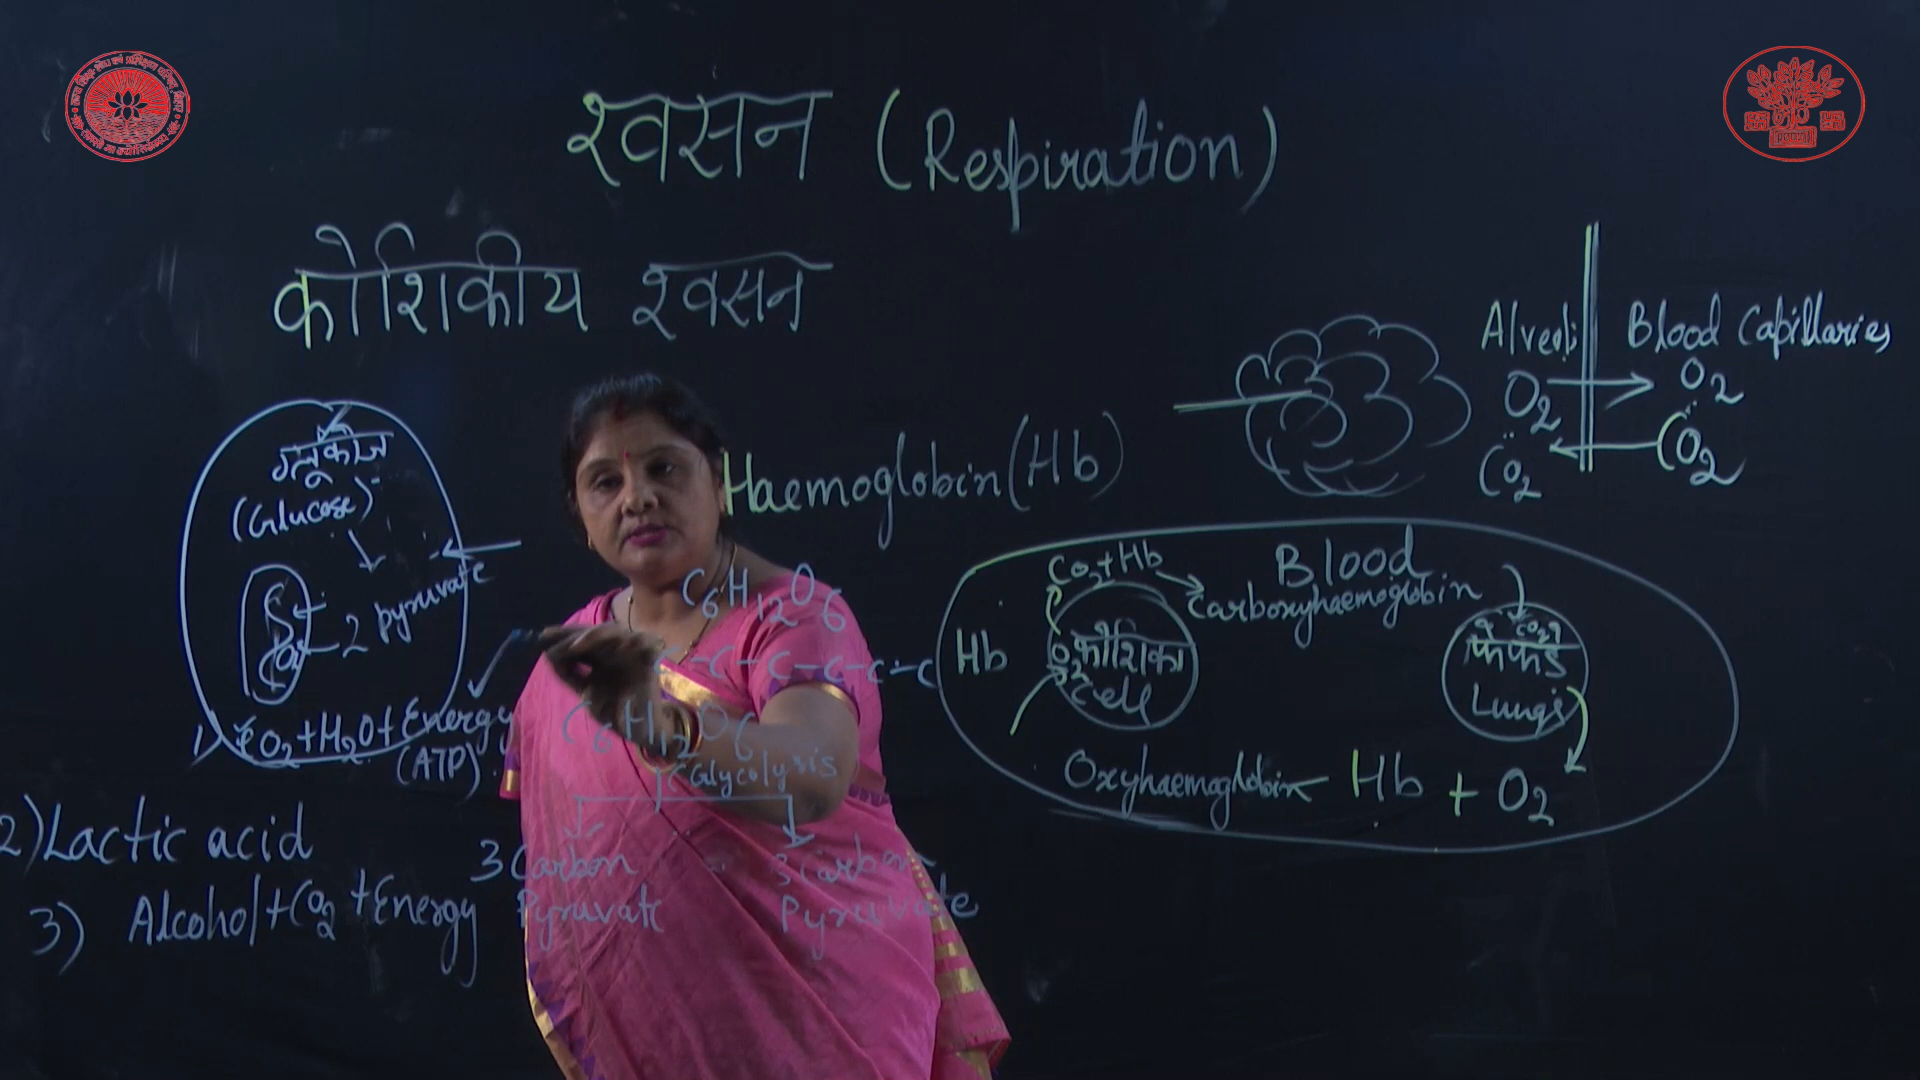 श्वसन (Respiration)
कोशिकीय श्वसन
Alveoli
Blood Capillaries
O2
O2
CO2
CO2
Haemoglobin (Hb)
ग्लूकोज
(Glucose)
2 pyruvate
1) CO2+H2O+Energy
(ATP)
2) Lactic acid
3) Alcohol+CO2+Energy
C6H12O6
C-C-C-C-C-C
C6H12O6
Glycolysis
3 Carbon
Pyruvate
3 Carbon
Pyruvate
Blood
CO2+Hb
Carboxyhaemoglobin
Hb
O2
कोशिका
Cell
CO2
फेफड़े
Lungs
Oxyhaemoglobin
Hb + O2